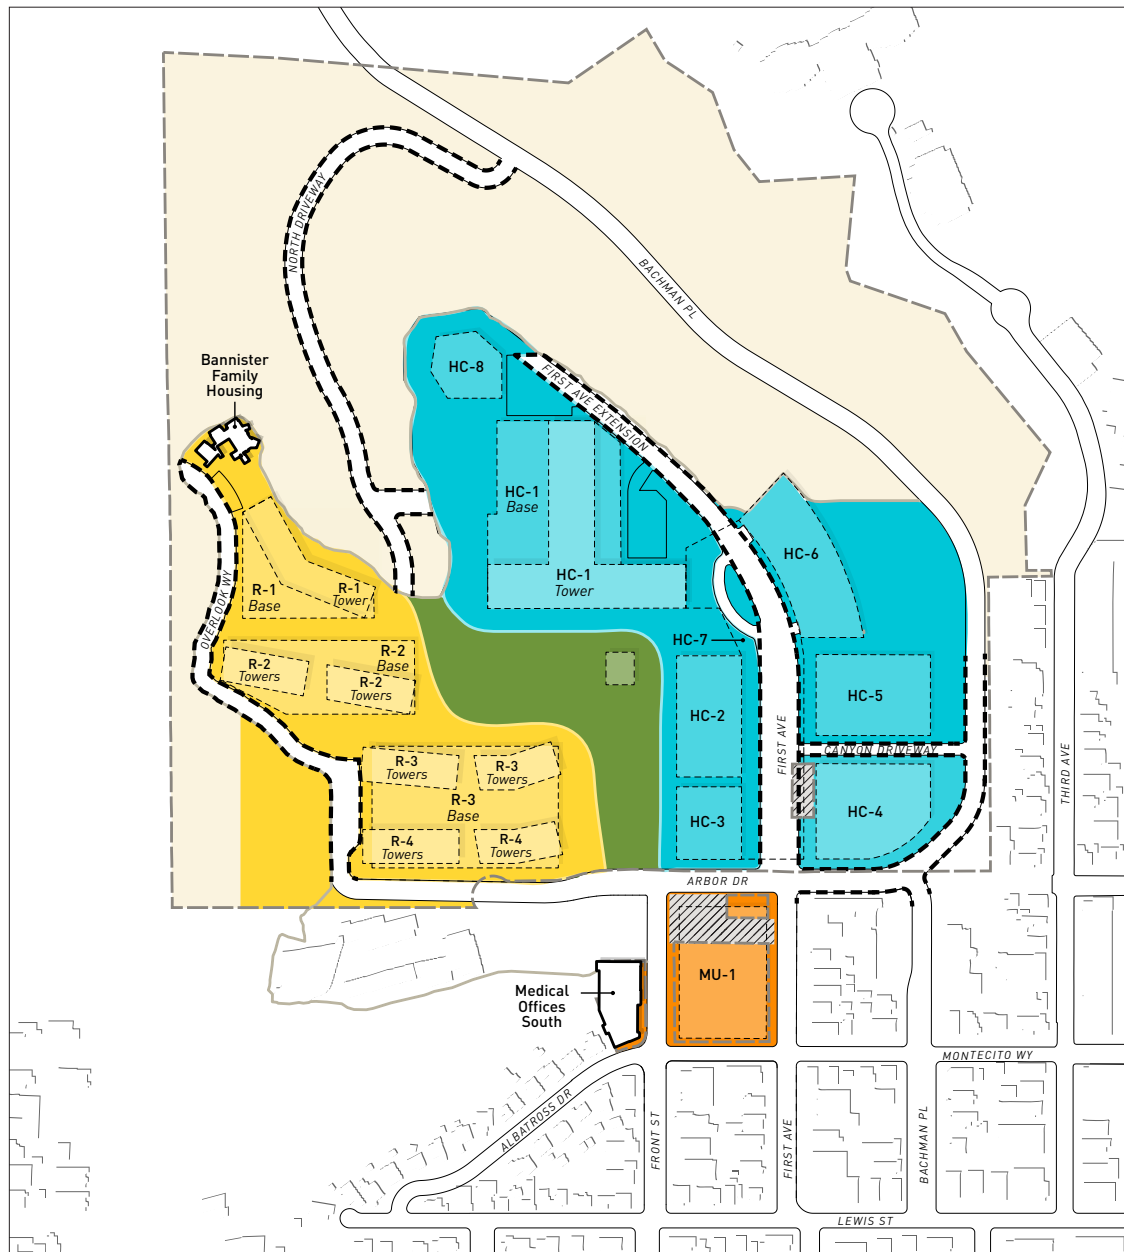 NORTH DRIVEWAY
BACHMAN PL
Bannister
Family
Housing
HC-8
FIRST AVE EXTENSION
HC-1
Base
HC-6
HC-1
Tower
OVERLOOK WY
R-1
Base
R-1
Tower
HC-7
R-2
Base
R-2
Towers
R-2
Towers
HC-5
HC-2
FIRST AVE
CANYON DRIVEWAY
THIRD AVE
R-3
Towers
R-3
Towers
R-3
Base
HC-4
HC-3
R-4
Towers
R-4
Towers
ARBOR DR
MU-1
Medical
Offices
South
MONTECITO WY
ALBATROSS DR
FRONT ST
FIRST AVE
BACHMAN PL
LEWIS ST